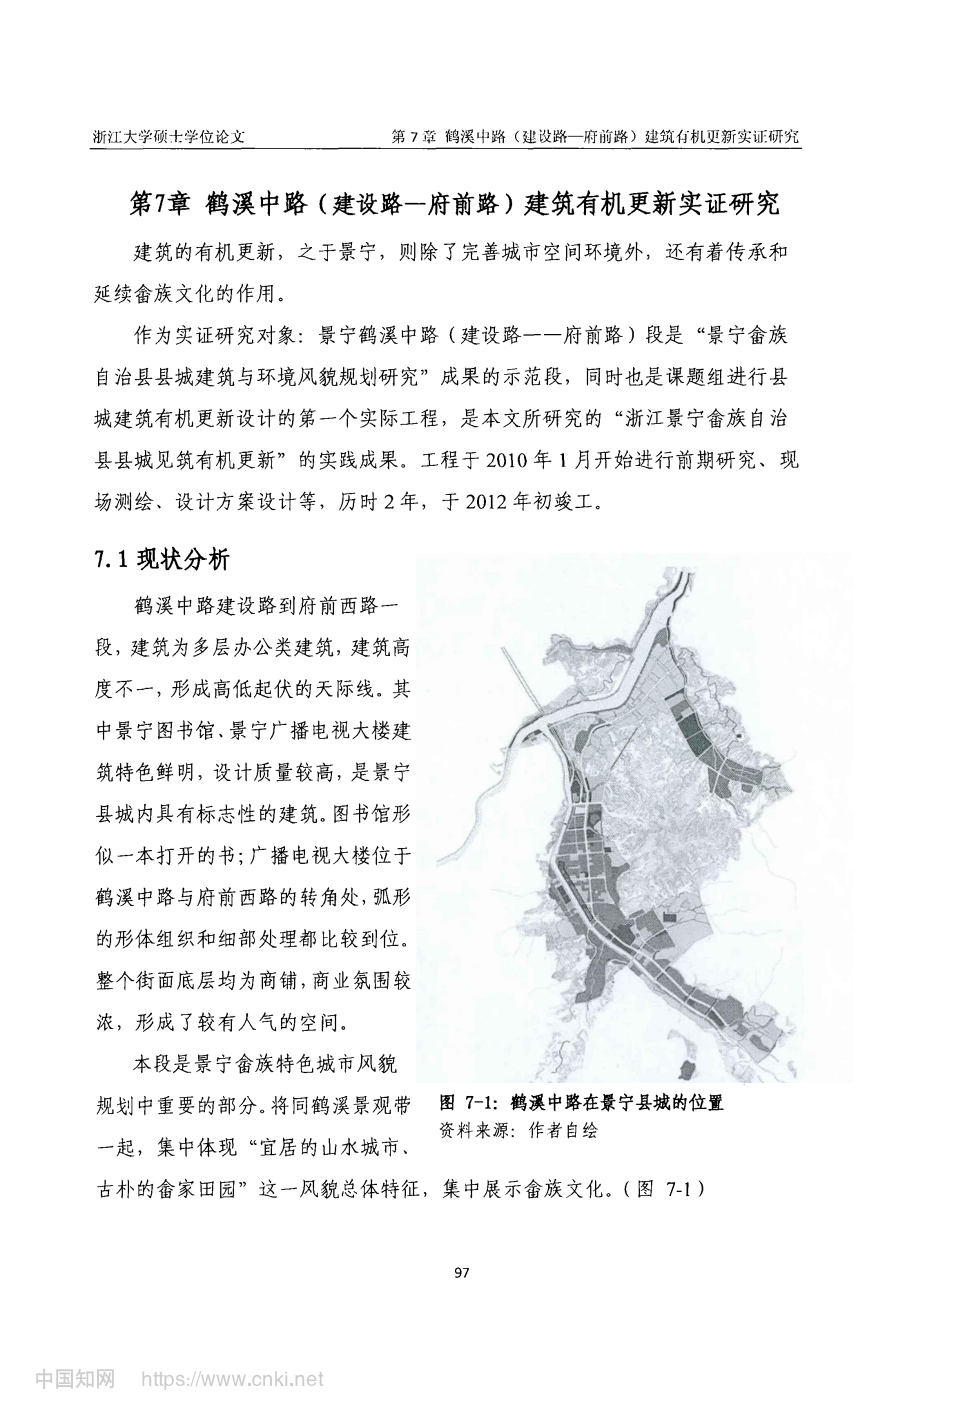 浙江大学硕士学位论文 第 7 章 鹤溪中路（建设路—府前路）建筑有机更新实证研究
第7章 鹤溪中路（建设路—府前路）建筑有机更新实证研究
建筑的有机更新，之于景宁，则除了完善城市空间环境外，还有着传承和
延续畲族文化的作用。
作为实证研究对象：景宁鹤溪中路（建设路——府前路）段是“景宁畲族
自治县县城建筑与环境风貌规划研究”成果的示范段，同时也是课题组进行县
城建筑有机更新设计的第一个实际工程，是本文所研究的“浙江景宁畲族自治
县县城见筑有机更新”的实践成果。工程于 2010 年 1 月开始进行前期研究、现
场测绘、设计方案设计等，历时 2 年，于 2012 年初竣工。
7.1 现状分析
鹤溪中路建设路到府前西路一
段，建筑为多层办公类建筑，建筑高
度不一，形成高低起伏的天际线。其
中景宁图书馆、景宁广播电视大楼建
筑特色鲜明，设计质量较高，是景宁
县城内具有标志性的建筑。图书馆形
似一本打开的书；广播电视大楼位于
鹤溪中路与府前西路的转角处，弧形
的形体组织和细部处理都比较到位。
整个街面底层均为商铺，商业氛围较
浓，形成了较有人气的空间。
本段是景宁畲族特色城市风貌
规划中重要的部分。将同鹤溪景观带
一起，集中体现“宜居的山水城市、
古朴的畲家田园”这一风貌总体特征，集中展示畲族文化。（图 7-1）
图 7-1：鹤溪中路在景宁县城的位置
资料来源：作者自绘
97
中国知网 https://www.cnki.net